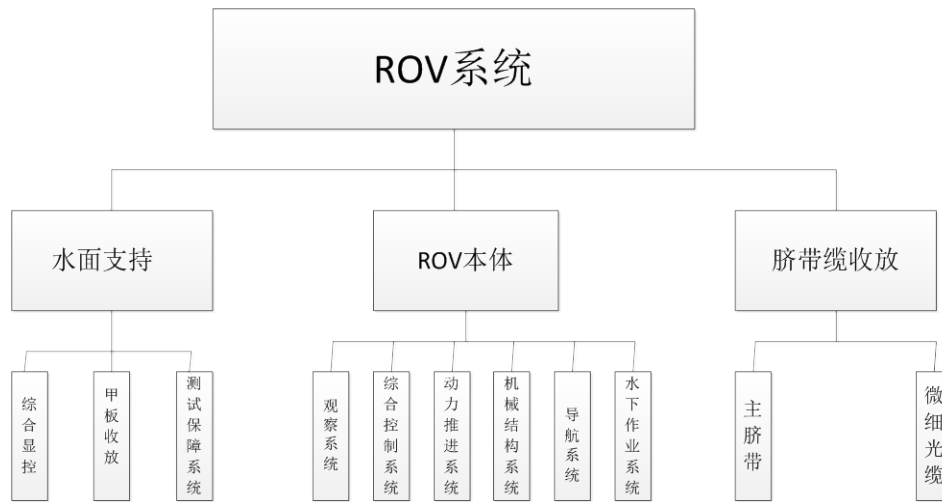 ROV系统
水面支持
ROV本体
脐带缆收放
综合显控
甲板收放
测试保障系统
观察系统
综合控制系统
动力推进系统
机械结构系统
导航系统
水下作业系统
主脐带
微细光缆